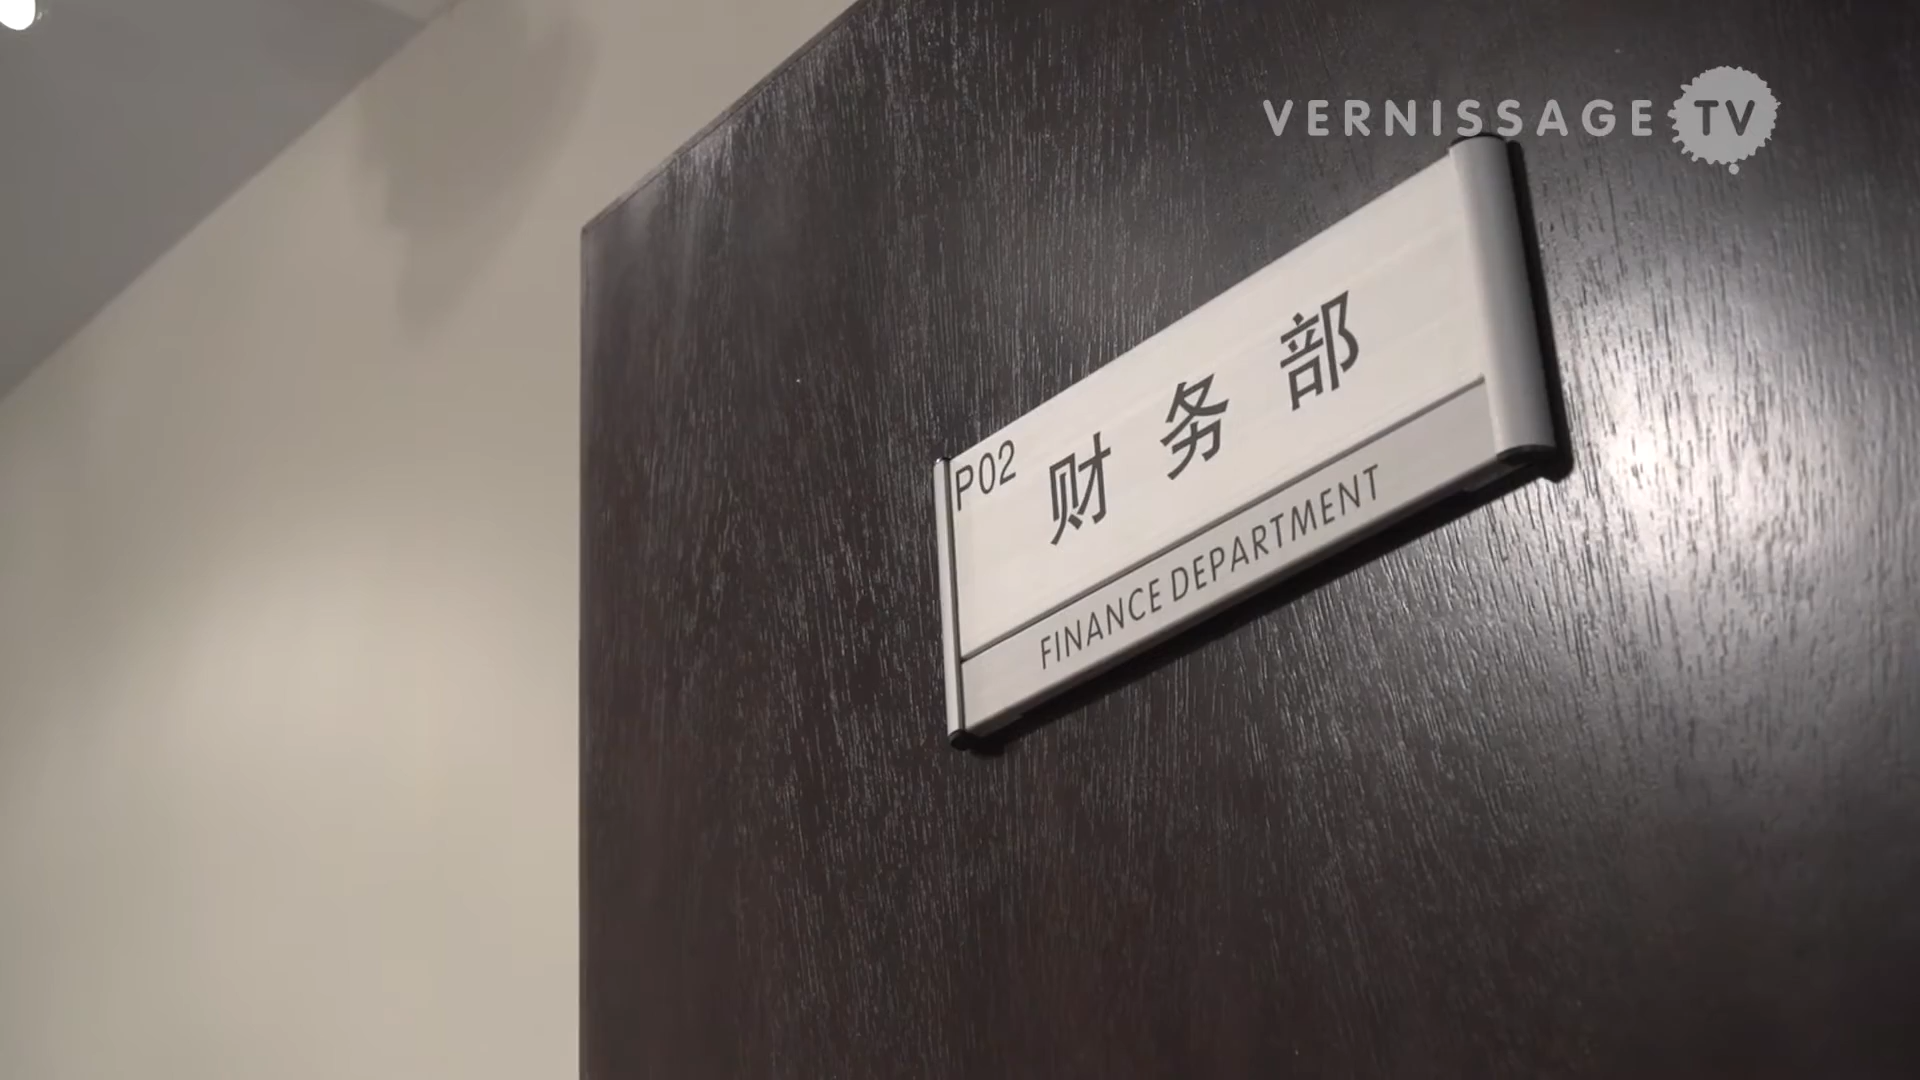 VERNISSAGE TV
P02
财务部
FINANCE DEPARTMENT